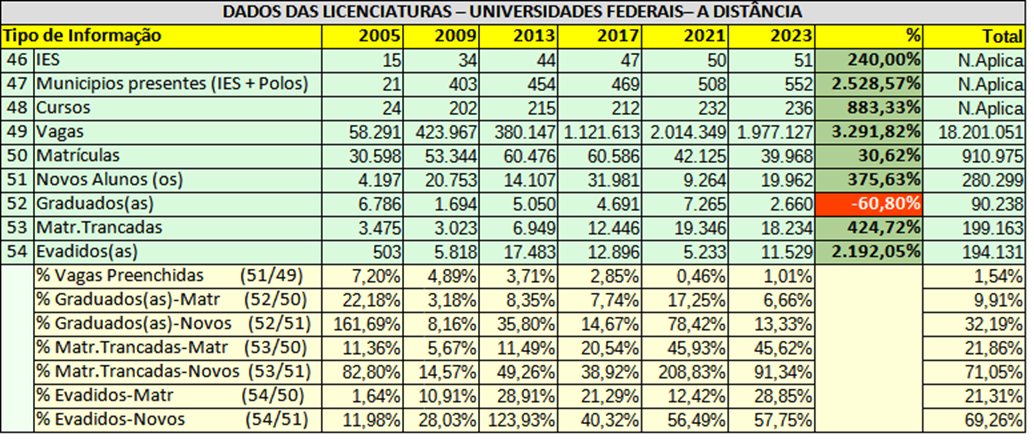 DADOS DAS LICENCIATURAS – UNIVERSIDADES FEDERAIS– A DISTÂNCIA
Tipo de Informação 2005 2009 2013 2017 2021 2023 % Total
46 IES 15 34 44 47 50 51 240,00% N.Aplica
47 Municipios presentes (IES + Polos) 21 403 454 469 508 552 2.528,57% N.Aplica
48 Cursos 24 202 215 212 232 236 883,33% N.Aplica
49 Vagas 58.291 423.967 380.147 1.121.613 2.014.349 1.977.127 3.291,82% 18.201.051
50 Matrículas 30.598 53.344 60.476 60.586 42.125 39.968 30,62% 910.975
51 Novos Alunos (os) 4.197 20.753 14.107 31.981 9.264 19.962 375,63% 280.299
52 Graduados(as) 6.786 1.694 5.050 4.691 7.265 2.660 -60,80% 90.238
53 Matr.Trancadas 3.475 3.023 6.949 12.446 19.346 18.234 424,72% 199.163
54 Evadidos(as) 503 5.818 17.483 12.896 5.233 11.529 2.192,05% 194.131
% Vagas Preenchidas (51/49) 7,20% 4,89% 3,71% 2,85% 0,46% 1,01% 1,54%
% Graduados(as)-Matr (52/50) 22,18% 3,18% 8,35% 7,74% 17,25% 6,66% 9,91%
% Graduados(as)-Novos (52/51) 161,69% 8,16% 35,80% 14,67% 78,42% 13,33% 32,19%
% Matr.Trancadas-Matr (53/50) 11,36% 5,67% 11,49% 20,54% 45,93% 45,62% 21,86%
% Matr.Trancadas-Novos (53/51) 82,80% 14,57% 49,26% 38,92% 208,83% 91,34% 71,05%
% Evadidos-Matr (54/50) 1,64% 10,91% 28,91% 21,29% 12,42% 28,85% 21,31%
% Evadidos-Novos (54/51) 11,98% 28,03% 123,93% 40,32% 56,49% 57,75% 69,26%